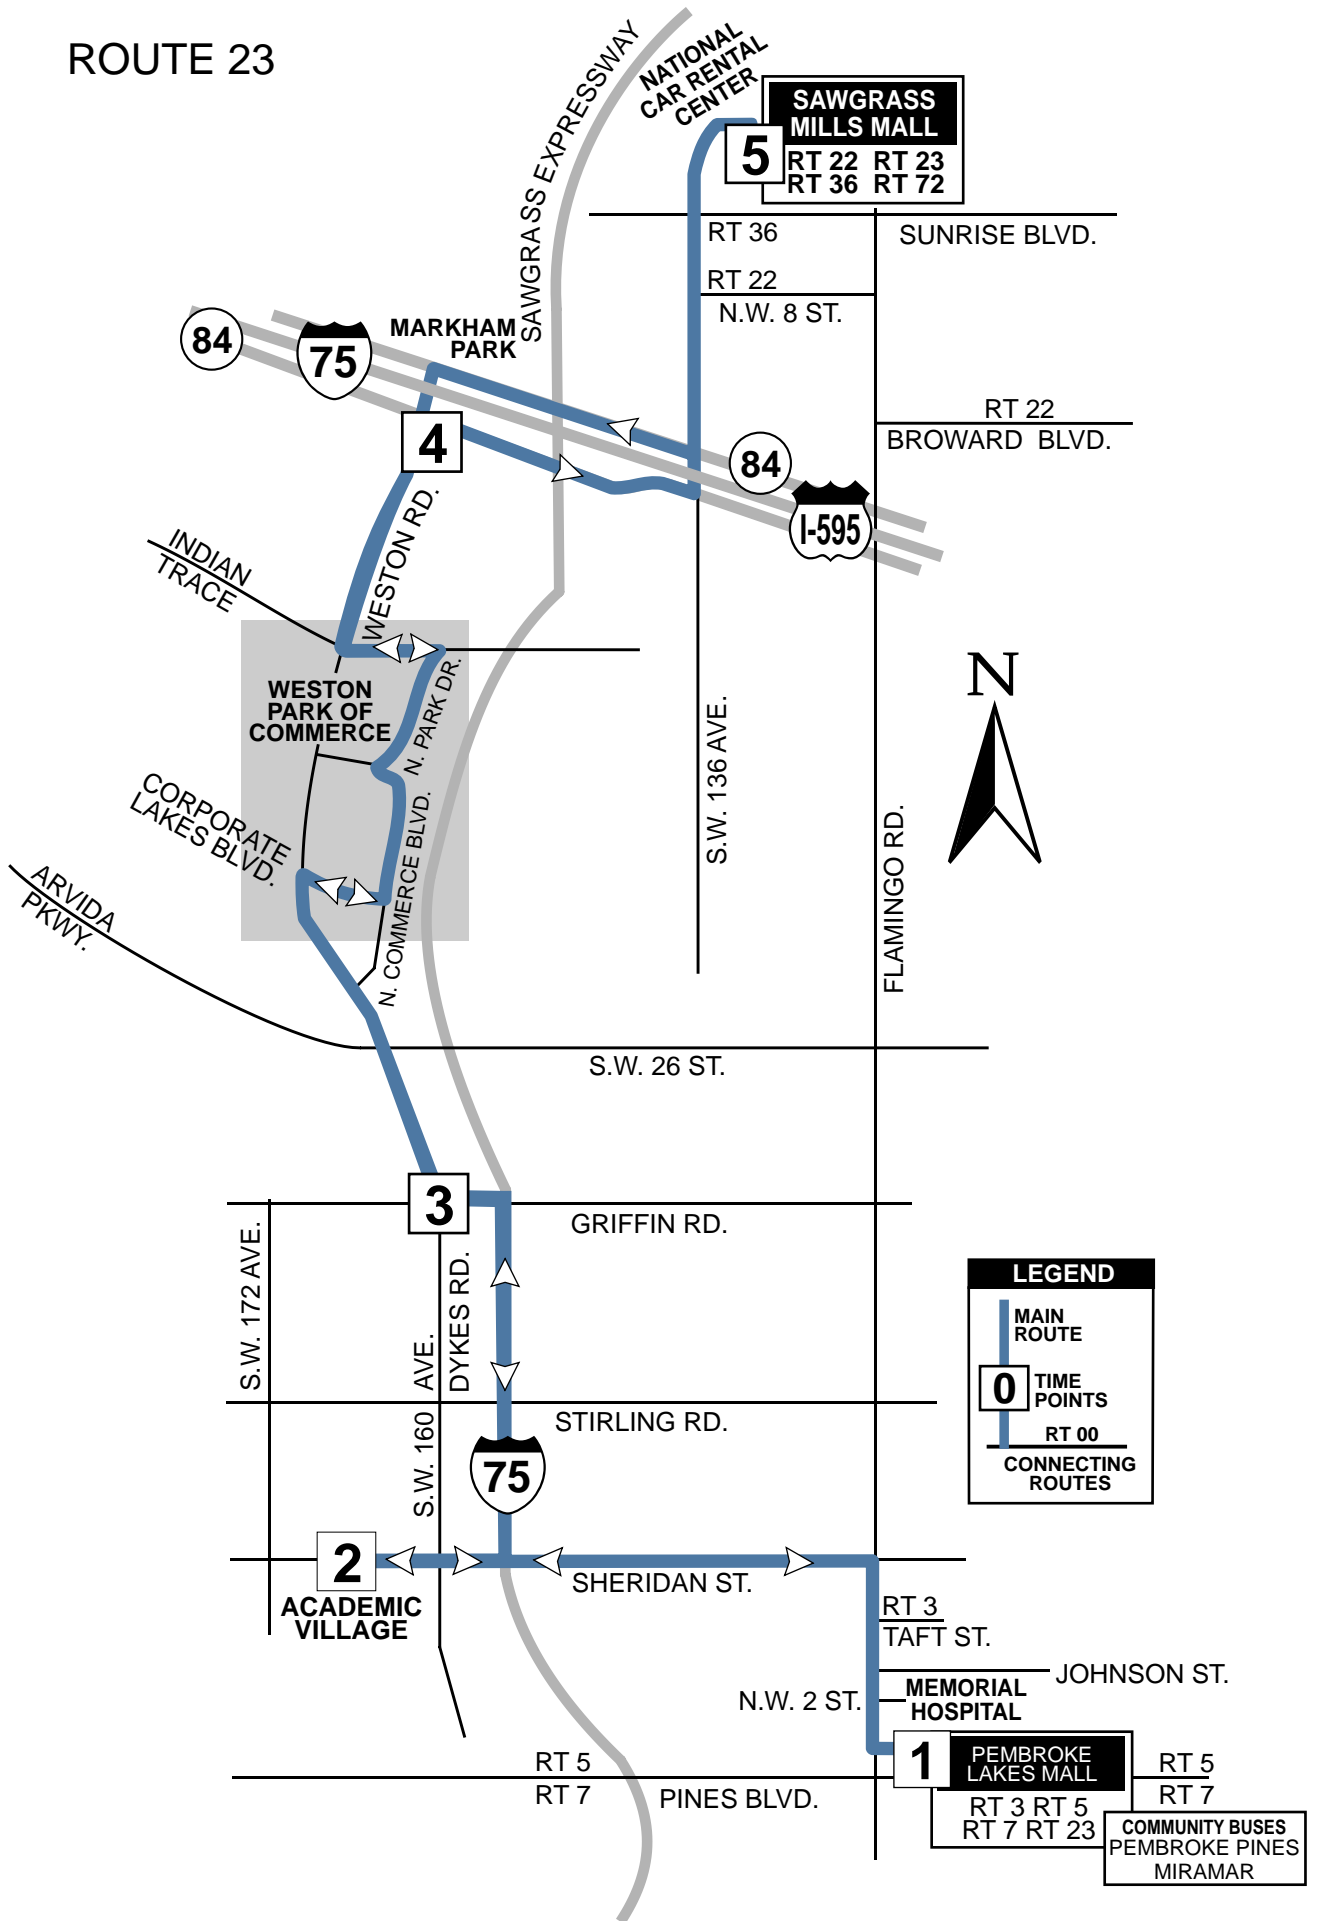 ROUTE 23
SAWGRASS EXPRESSWAY
NATIONAL
CAR RENTAL
CENTER
SAWGRASS
MILLS MALL
5
RT 22 RT 23
RT 36 RT 72
RT 36
SUNRISE BLVD.
RT 22
N.W. 8 ST.
84
75
MARKHAM
PARK
RT 22
BROWARD BLVD.
4
84
I-595
WESTON RD.
INDIAN
TRACE
WESTON
PARK OF
COMMERCE
N. PARK DR.
N
S.W. 136 AVE.
CORPORATE
LAKES BLVD.
N. COMMERCE BLVD.
FLAMINGO RD.
ARVIDA
PKWY.
S.W. 26 ST.
3
GRIFFIN RD.
S.W. 172 AVE.
S.W. 160 AVE.
DYKES RD.
LEGEND
MAIN
ROUTE
0
TIME
POINTS
RT 00
CONNECTING
ROUTES
STIRLING RD.
75
2
ACADEMIC
VILLAGE
SHERIDAN ST.
RT 3
TAFT ST.
JOHNSON ST.
N.W. 2 ST.
MEMORIAL
HOSPITAL
1
PEMBROKE
LAKES MALL
RT 3 RT 5
RT 7 RT 23
RT 5
RT 7
PINES BLVD.
RT 5
RT 7
COMMUNITY BUSES
PEMBROKE PINES
MIRAMAR